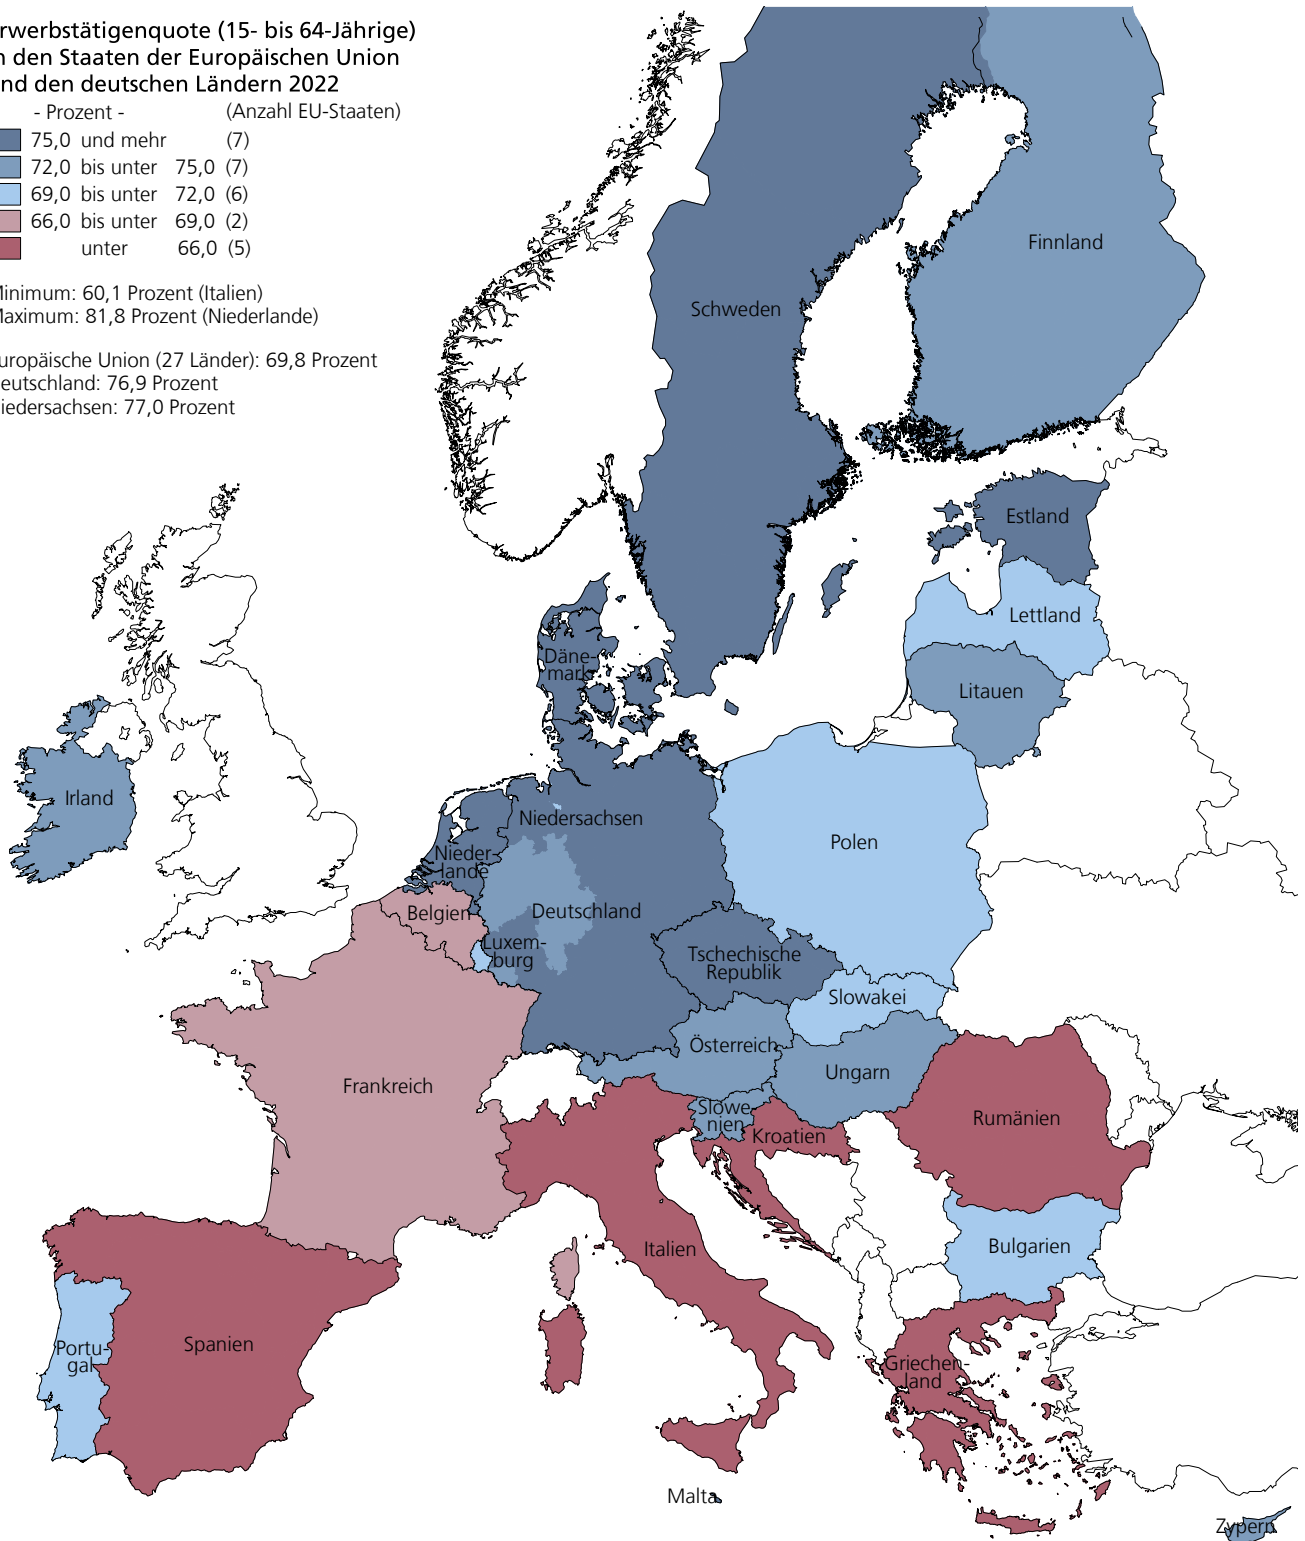 rwerbstätigenquote (15- bis 64-Jährige)
n den Staaten der Europäischen Union
nd den deutschen Ländern 2022
- Prozent - (Anzahl EU-Staaten)
75,0 und mehr (7)
72,0 bis unter 75,0 (7)
69,0 bis unter 72,0 (6)
66,0 bis unter 69,0 (2)
unter 66,0 (5)
Minimum: 60,1 Prozent (Italien)
Maximum: 81,8 Prozent (Niederlande)
uropäische Union (27 Länder): 69,8 Prozent
eutschland: 76,9 Prozent
iedersachsen: 77,0 Prozent
Finnland
Schweden
Estland
Lettland
Däne-
mark
Litauen
Irland
Niedersachsen
Polen
Nieder-
lande
Belgien
Deutschland
Luxem-
burg
Tschechische
Republik
Slowakei
Österreich
Ungarn
Frankreich
Slowe-
nien
Kroatien
Rumänien
Italien
Bulgarien
Portu-
gal
Spanien
Griechen-
land
Malta
Zypern